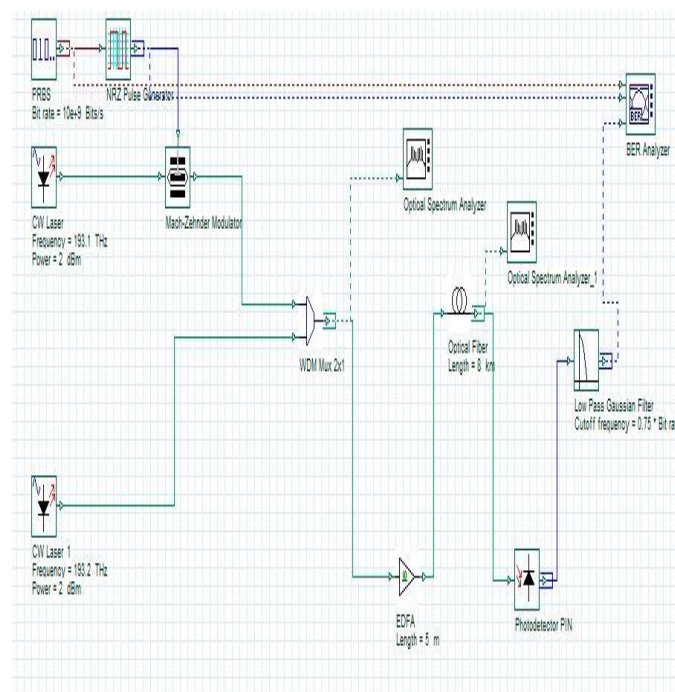 PRBS
Bit rate = 10e+9 Bits/s
NRZ Pulse Generator
BER
BER Analyzer
CW Laser
Frequency = 193.1 THz
Power = 2 dBm
Mach-Zehnder Modulator
Optical Spectrum Analyzer
Optical Spectrum Analyzer_1
WDM Mux 2x1
Optical Fiber
Length = 8 km
Low Pass Gaussian Filter
Cutoff frequency = 0.75 * Bit ra
CW Laser 1
Frequency = 193.2 THz
Power = 2 dBm
EDFA
Length = 5 m
Photodetector PIN